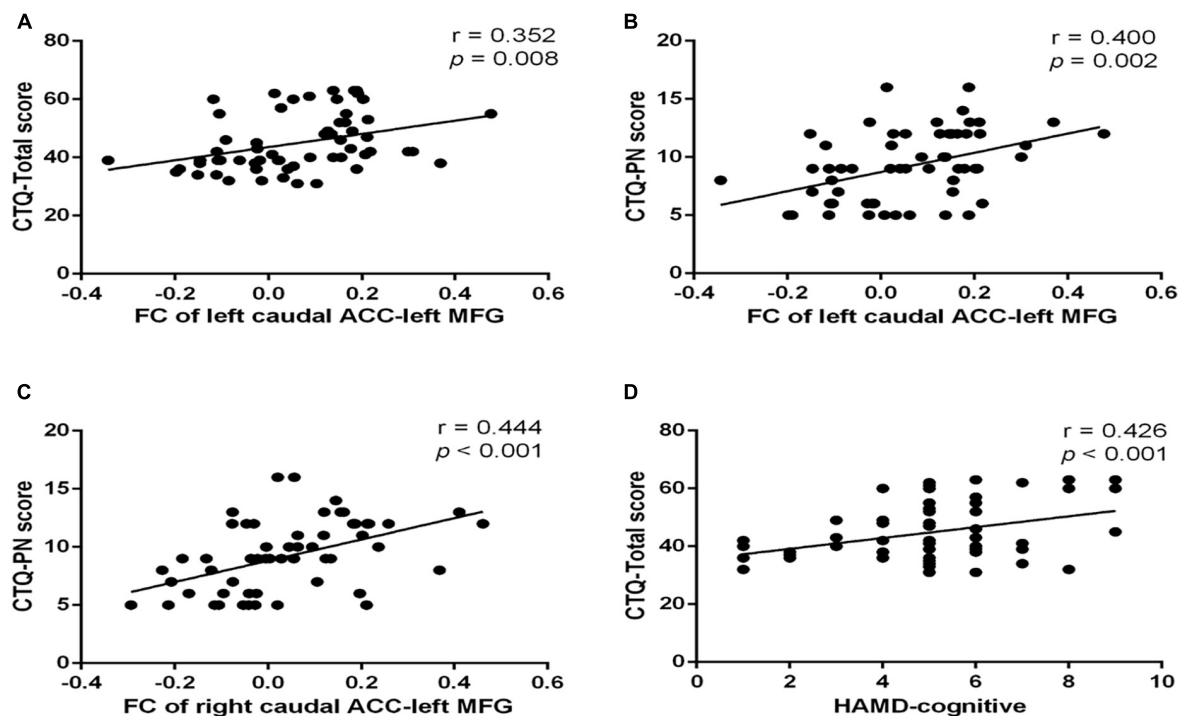 A
r = 0.352
p = 0.008
CTQ-Total score
80
60
40
20
0
-0.4 -0.2 0.0 0.2 0.4 0.6
FC of left caudal ACC-left MFG
B
r = 0.400
p = 0.002
CTQ-PN score
20
15
10
5
0
-0.4 -0.2 0.0 0.2 0.4 0.6
FC of left caudal ACC-left MFG
C
r = 0.444
p < 0.001
CTQ-PN score
20
15
10
5
0
-0.4 -0.2 0.0 0.2 0.4 0.6
FC of right caudal ACC-left MFG
D
r = 0.426
p < 0.001
CTQ-Total score
80
60
40
20
0
0 2 4 6 8 10
HAMD-cognitive